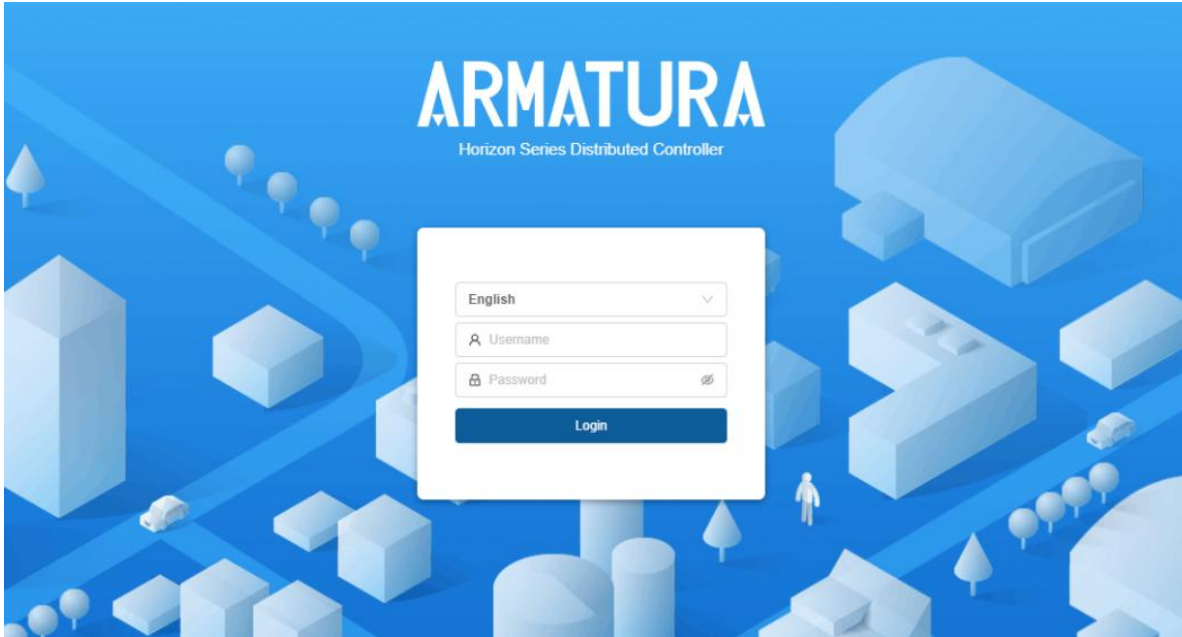 ARMATURA
Horizon Series Distributed Controller
English
Username
Password
Login